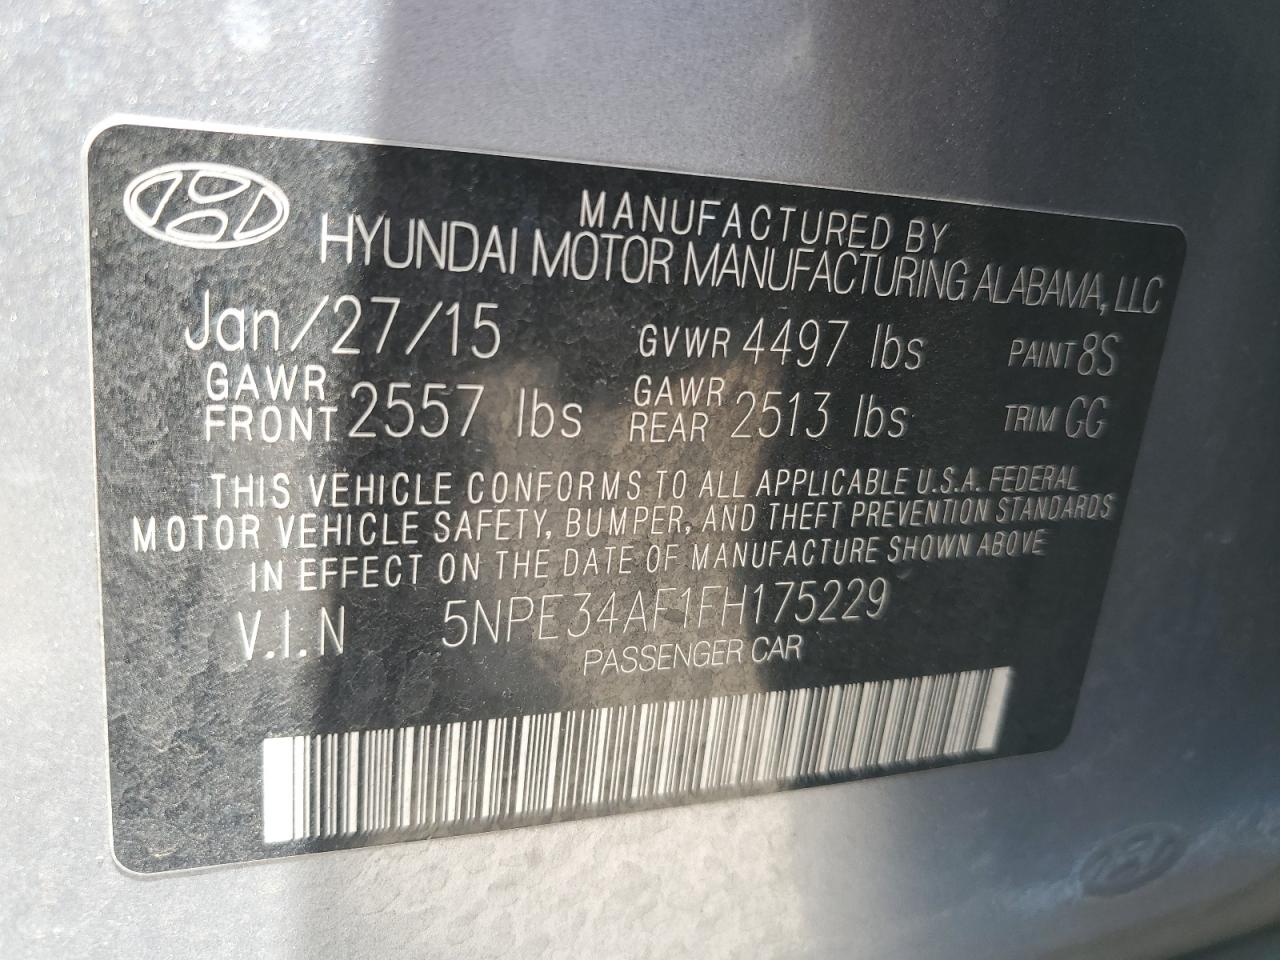 MANUFACTURED BY
HYUNDAI MOTOR MANUFACTURING ALABAMA, LLC
Jan/27/15 GVWR 4497 lbs PAINT 8S
GAWR FRONT 2557 lbs GAWR REAR 2513 lbs TRIM GG
THIS VEHICLE CONFORMS TO ALL APPLICABLE U.S.A. FEDERAL
MOTOR VEHICLE SAFETY, BUMPER, AND THEFT PREVENTION STANDARDS
IN EFFECT ON THE DATE OF MANUFACTURE SHOWN ABOVE
V.I.N 5NPE34AF1FH175229
PASSENGER CAR